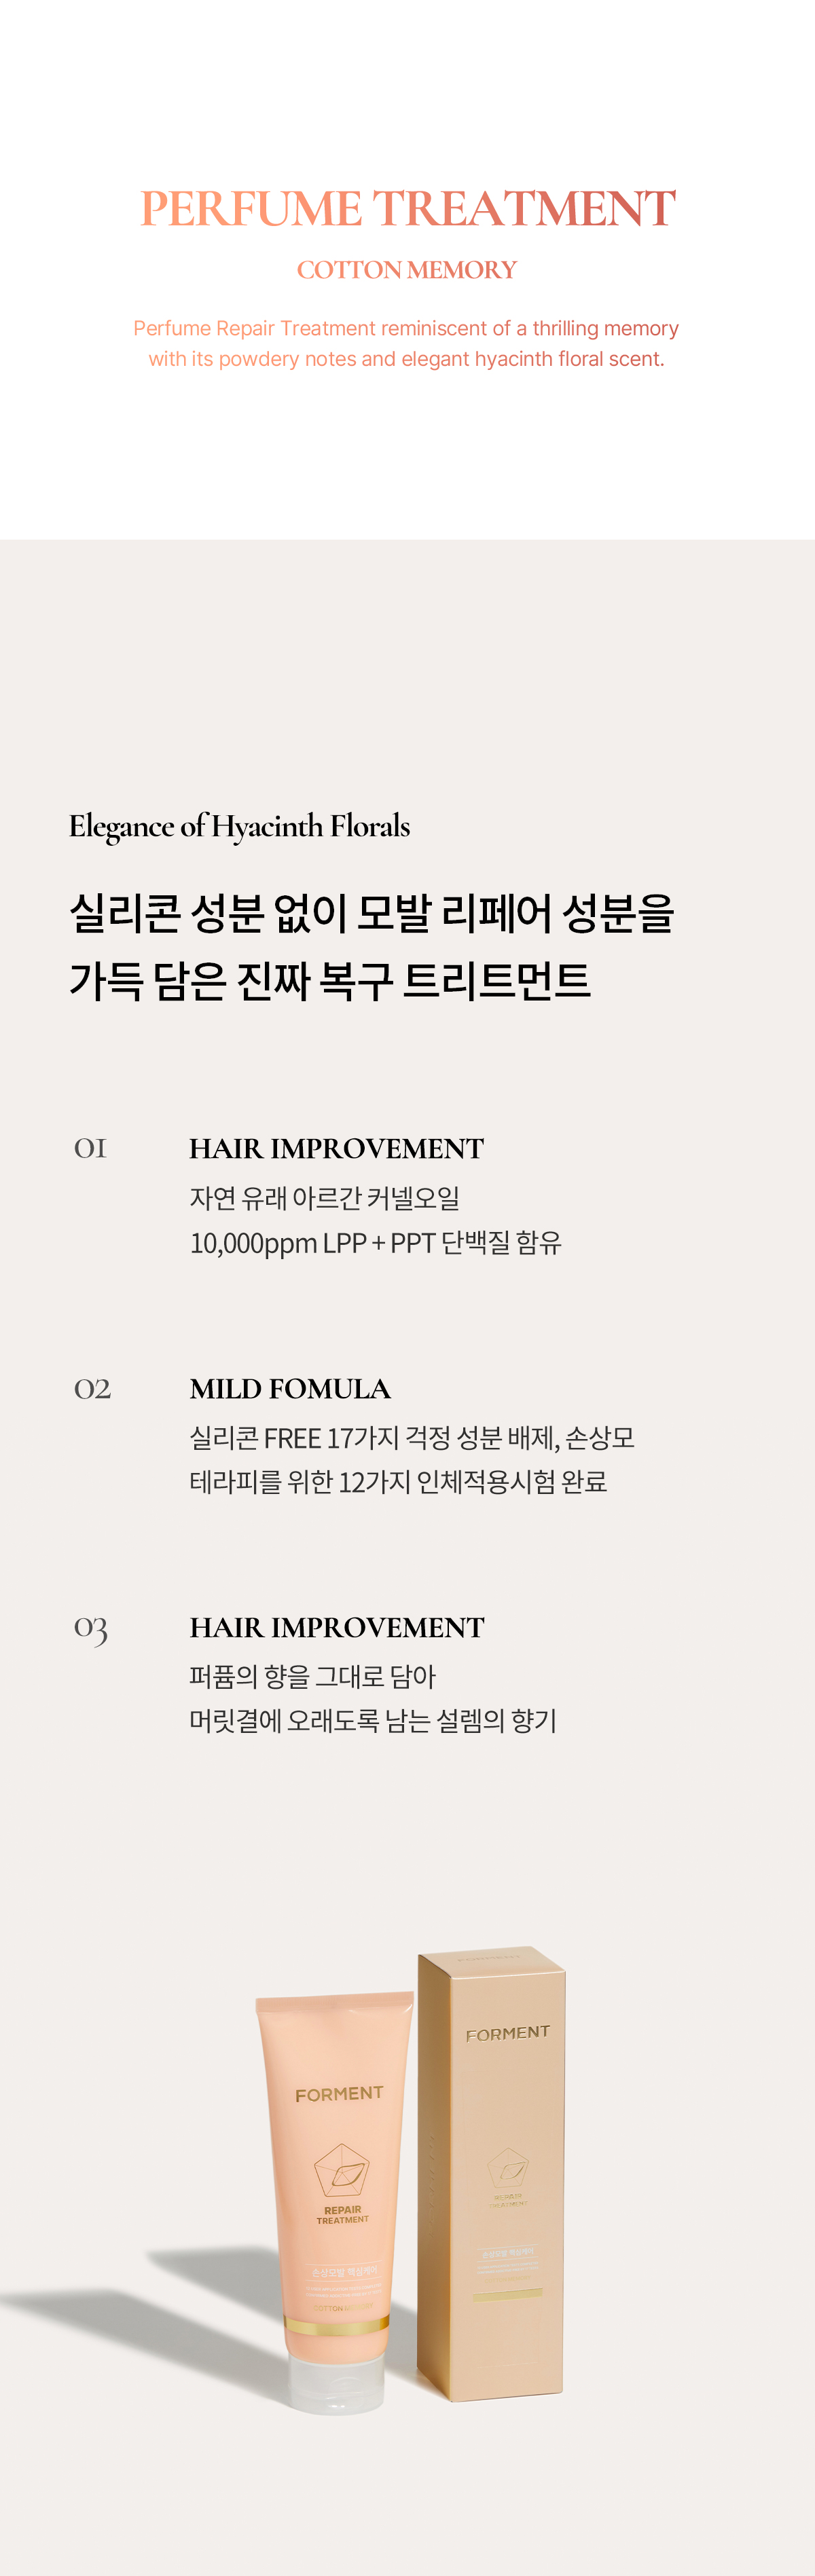 PERFUME TREATMENT
COTTON MEMORY
Perfume Repair Treatment reminiscent of a thrilling memory
with its powdery notes and elegant hyacinth floral scent.
Elegance of Hyacinth Florals
실리콘 성분 없이 모발 리페어 성분을
가득 담은 진짜 복구 트리트먼트
01
HAIR IMPROVEMENT
자연 유래 아르간 커넬오일
10,000ppm LPP + PPT 단백질 함유
02
MILD FOMULA
실리콘 FREE 17가지 걱정 성분 배제, 손상모
테라피를 위한 12가지 인체적용시험 완료
03
HAIR IMPROVEMENT
퍼퓸의 향을 그대로 담아
머릿결에 오래도록 남는 설렘의 향기
FORMENT
REPAIR
TREATMENT
손상모발 핵심케어
COTTON MEMORY
FORMENT
REPAIR
TREATMENT
손상모발 핵심케어